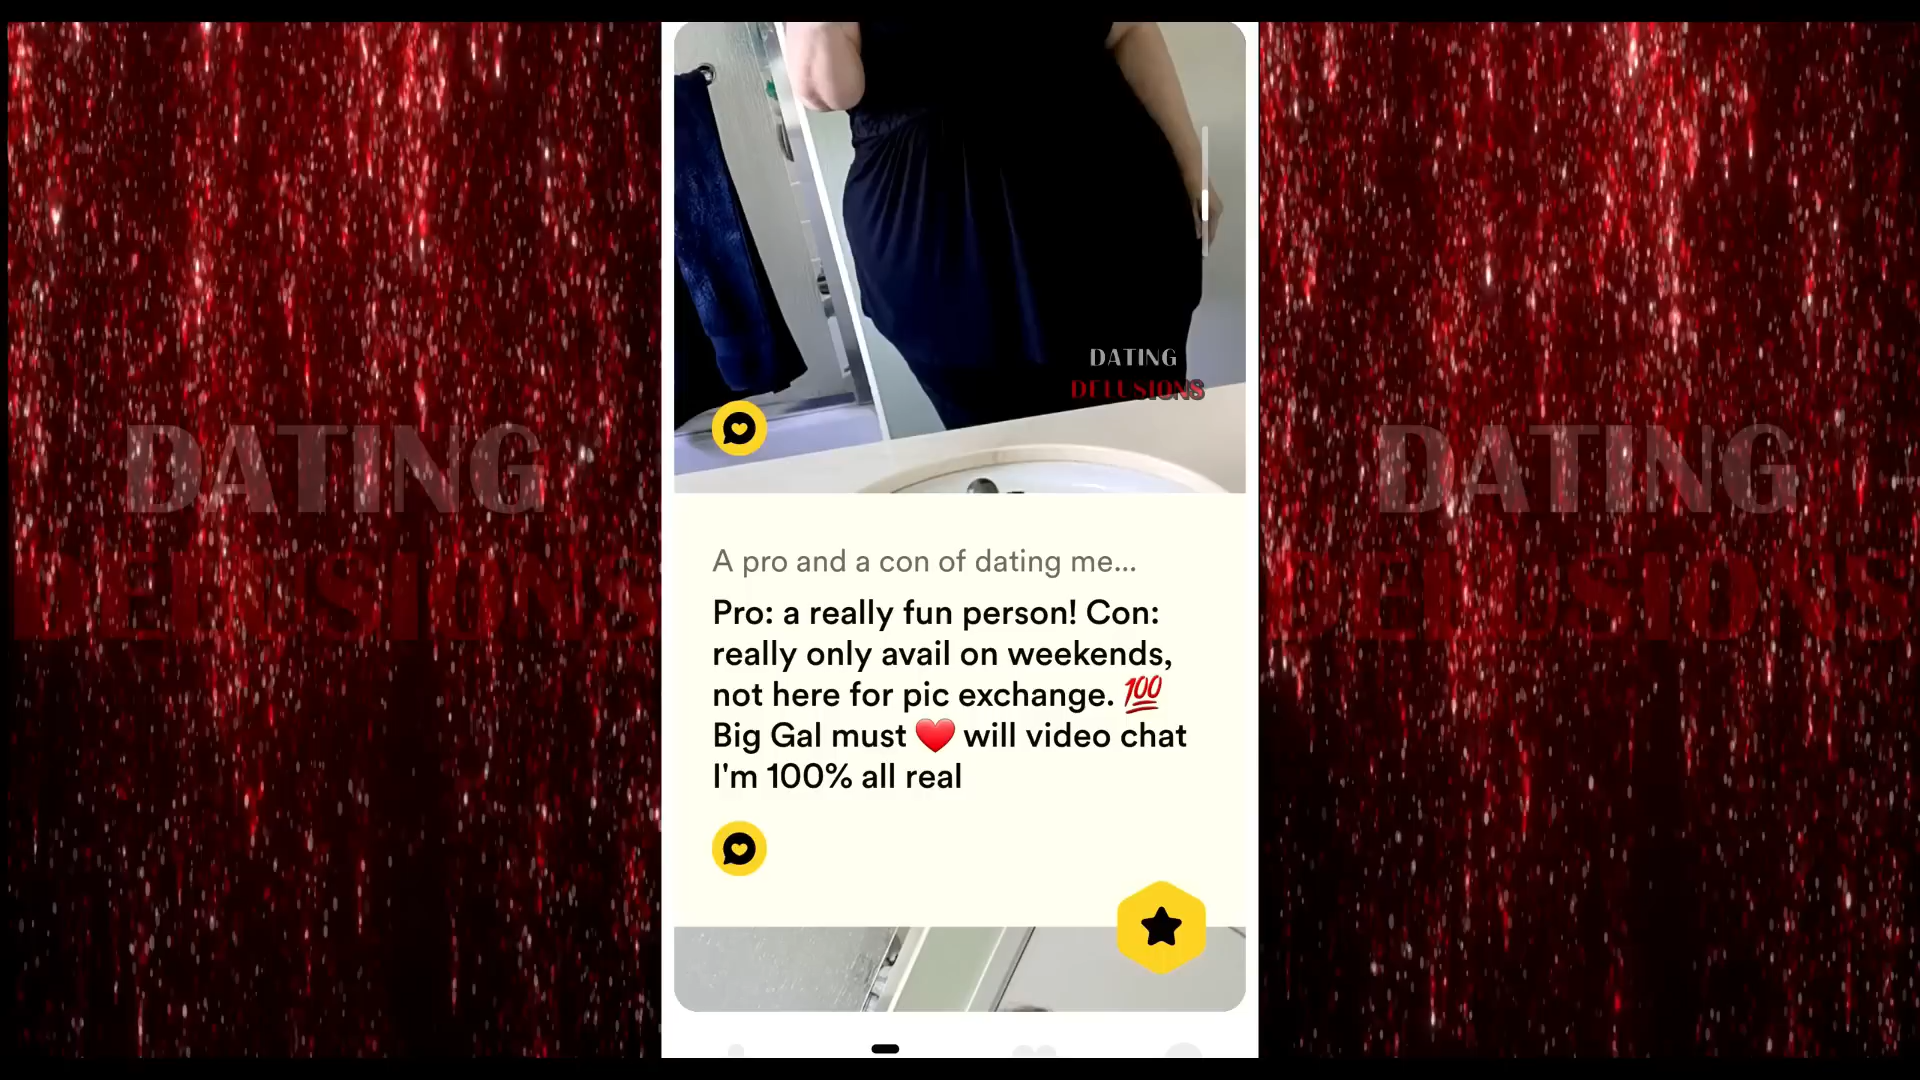 DATING
DELUSIONS
DATING
DELUSIONS
DATING
DELUSIONS
A pro and a con of dating me...
Pro: a really fun person! Con:
really only avail on weekends,
not here for pic exchange. 💯
Big Gal must ❤️ will video chat
I'm 100% all real